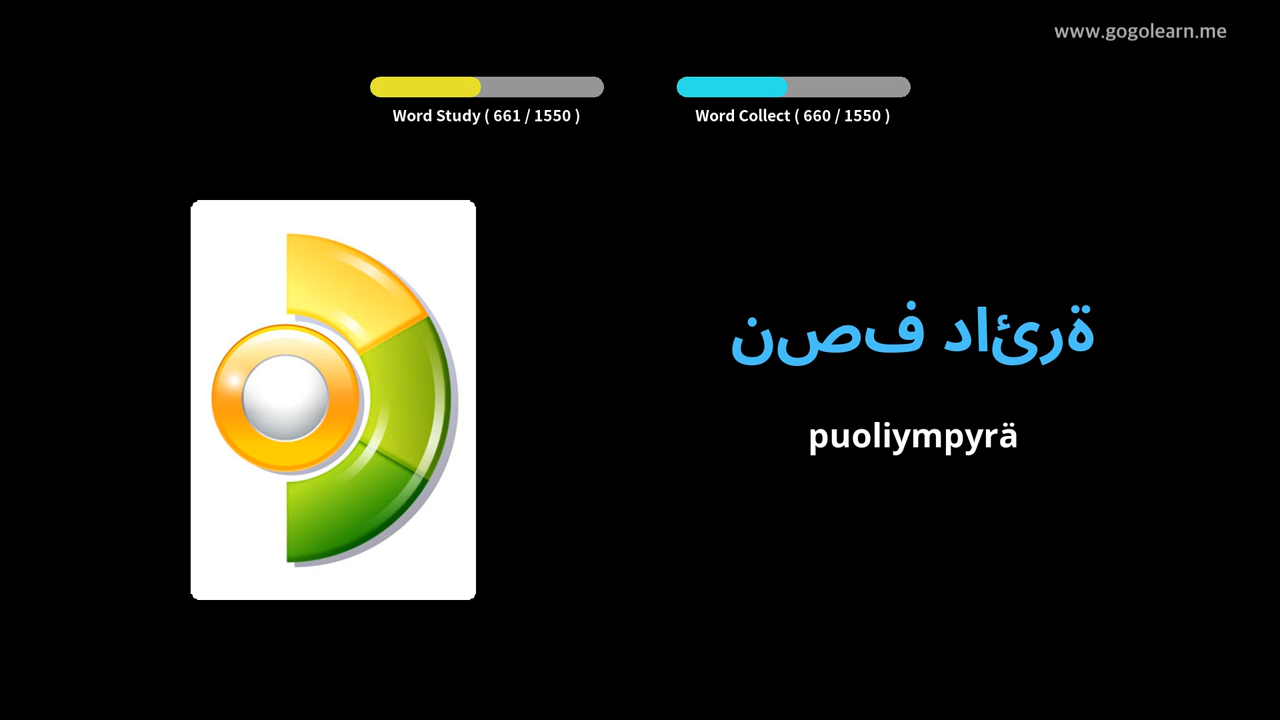 www.gogolearn.me
Word Study ( 661 / 1550 )
Word Collect ( 660 / 1550 )
ةرئاد فصن
puoliympyrä